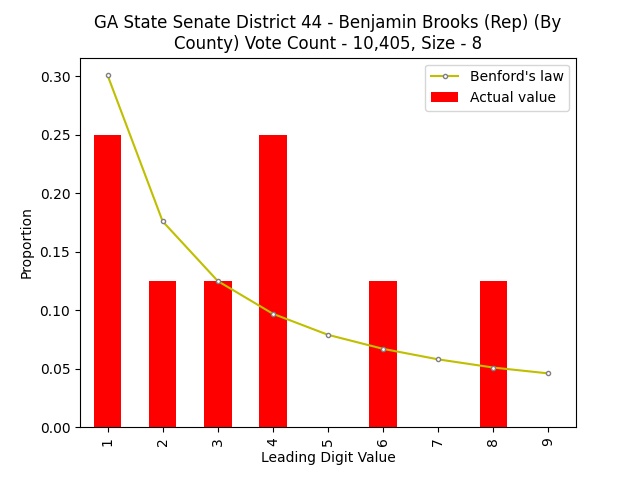 GA State Senate District 44 - Benjamin Brooks (Rep) (By
County) Vote Count - 10,405, Size - 8
Benford's law
Actual value
0.30
0.25
0.20
0.15
0.10
0.05
0.00
Proportion
1 2 3 4 5 6 7 8 9
Leading Digit Value